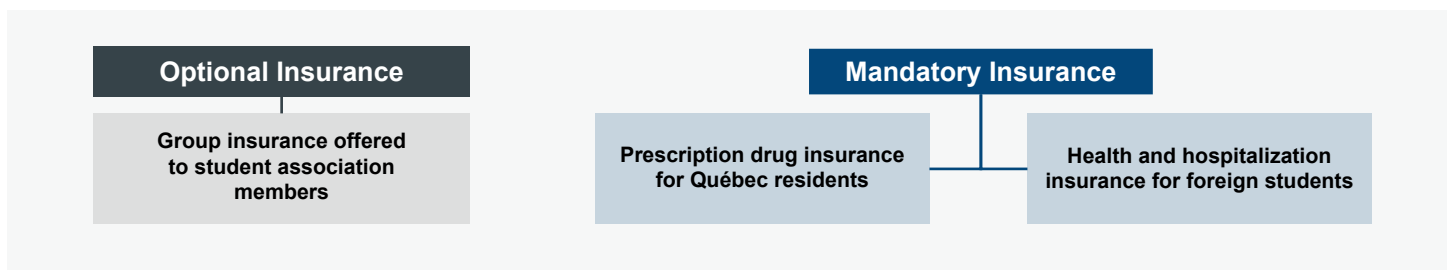 Optional Insurance
Group insurance offered
to student association
members
Mandatory Insurance
Prescription drug insurance
for Québec residents
Health and hospitalization
insurance for foreign students